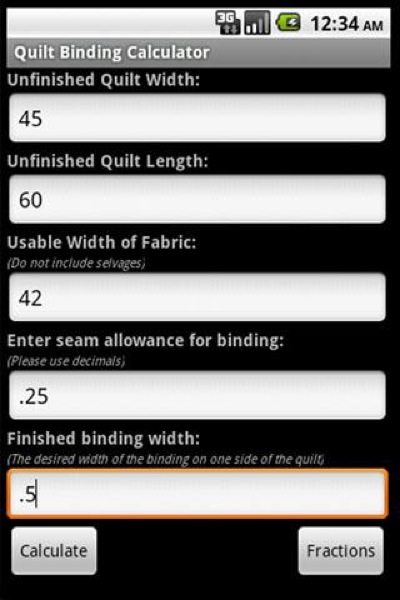 3G 12:34 AM
Quilt Binding Calculator
Unfinished Quilt Width:
45
Unfinished Quilt Length:
60
Usable Width of Fabric:
(Do not include selvages)
42
Enter seam allowance for binding:
(Please use decimals)
.25
Finished binding width:
(The desired width of the binding on one side of the quilt)
.5
Calculate Fractions